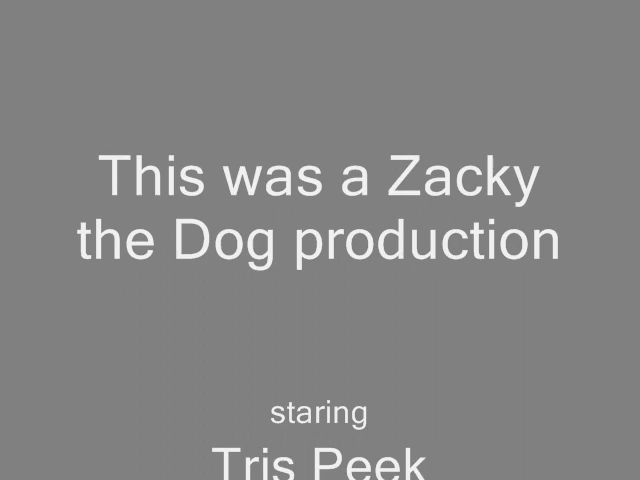 This was a Zacky
the Dog production
staring
Tris Peek